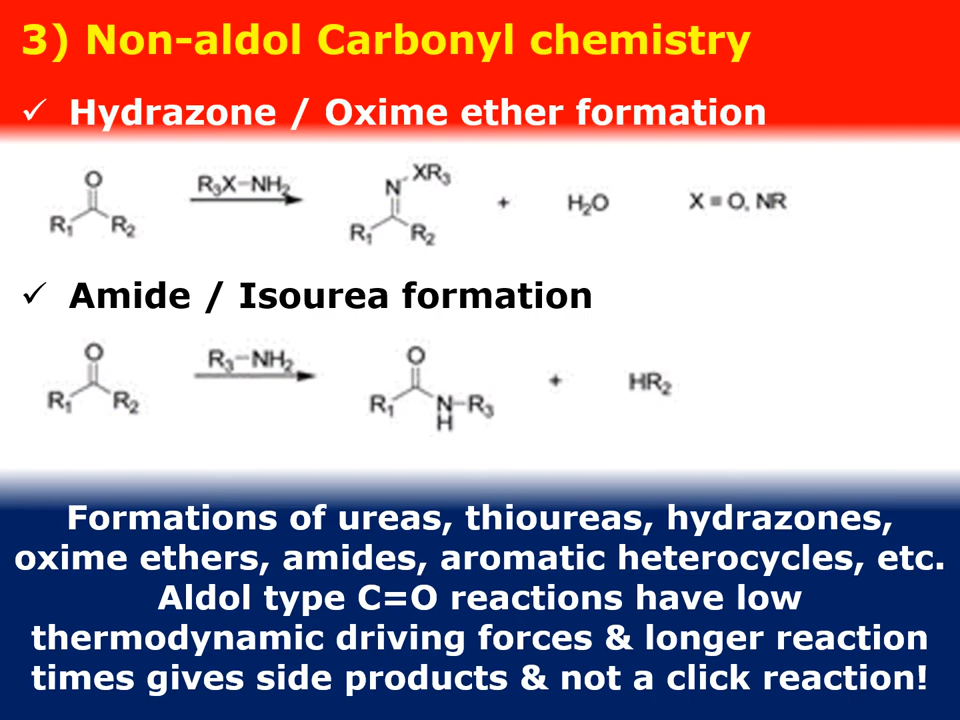 3) Non-aldol Carbonyl chemistry
✓ Hydrazone / Oxime ether formation
O
R1 R2
R3X-NH2
N XR3
R1 R2
+
H2O
X = O, NR
✓ Amide / Isourea formation
O
R1 R2
R3-NH2
O
R1 N-R3
H
+
HR2
Formations of ureas, thioureas, hydrazones,
oxime ethers, amides, aromatic heterocycles, etc.
Aldol type C=O reactions have low
thermodynamic driving forces & longer reaction
times gives side products & not a click reaction!